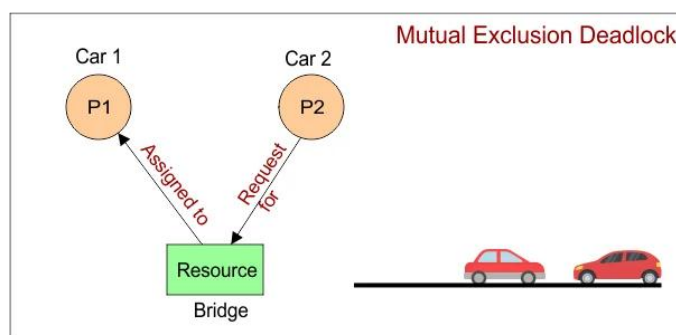 Mutual Exclusion Deadlock
Car 1
Car 2
P1
P2
Assigned to
Request
for
Resource
Bridge